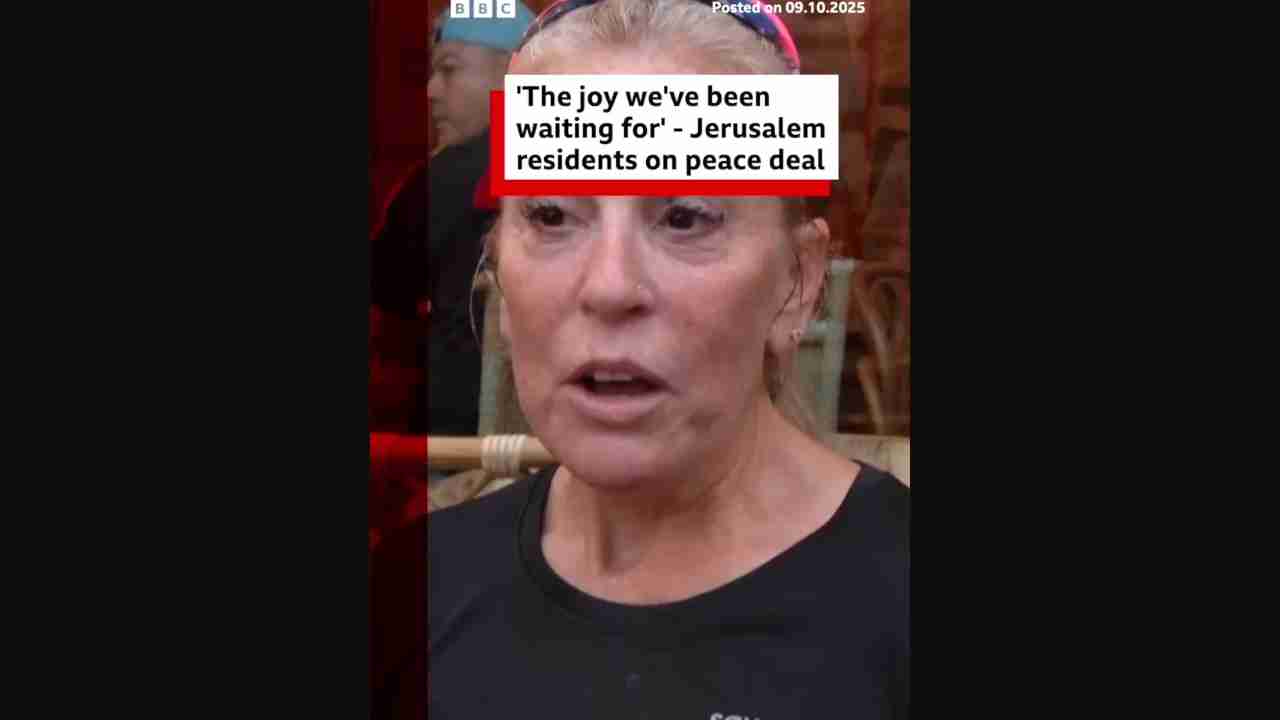 BBC
Posted on 09.10.2025
'The joy we've been
waiting for' - Jerusalem
residents on peace deal